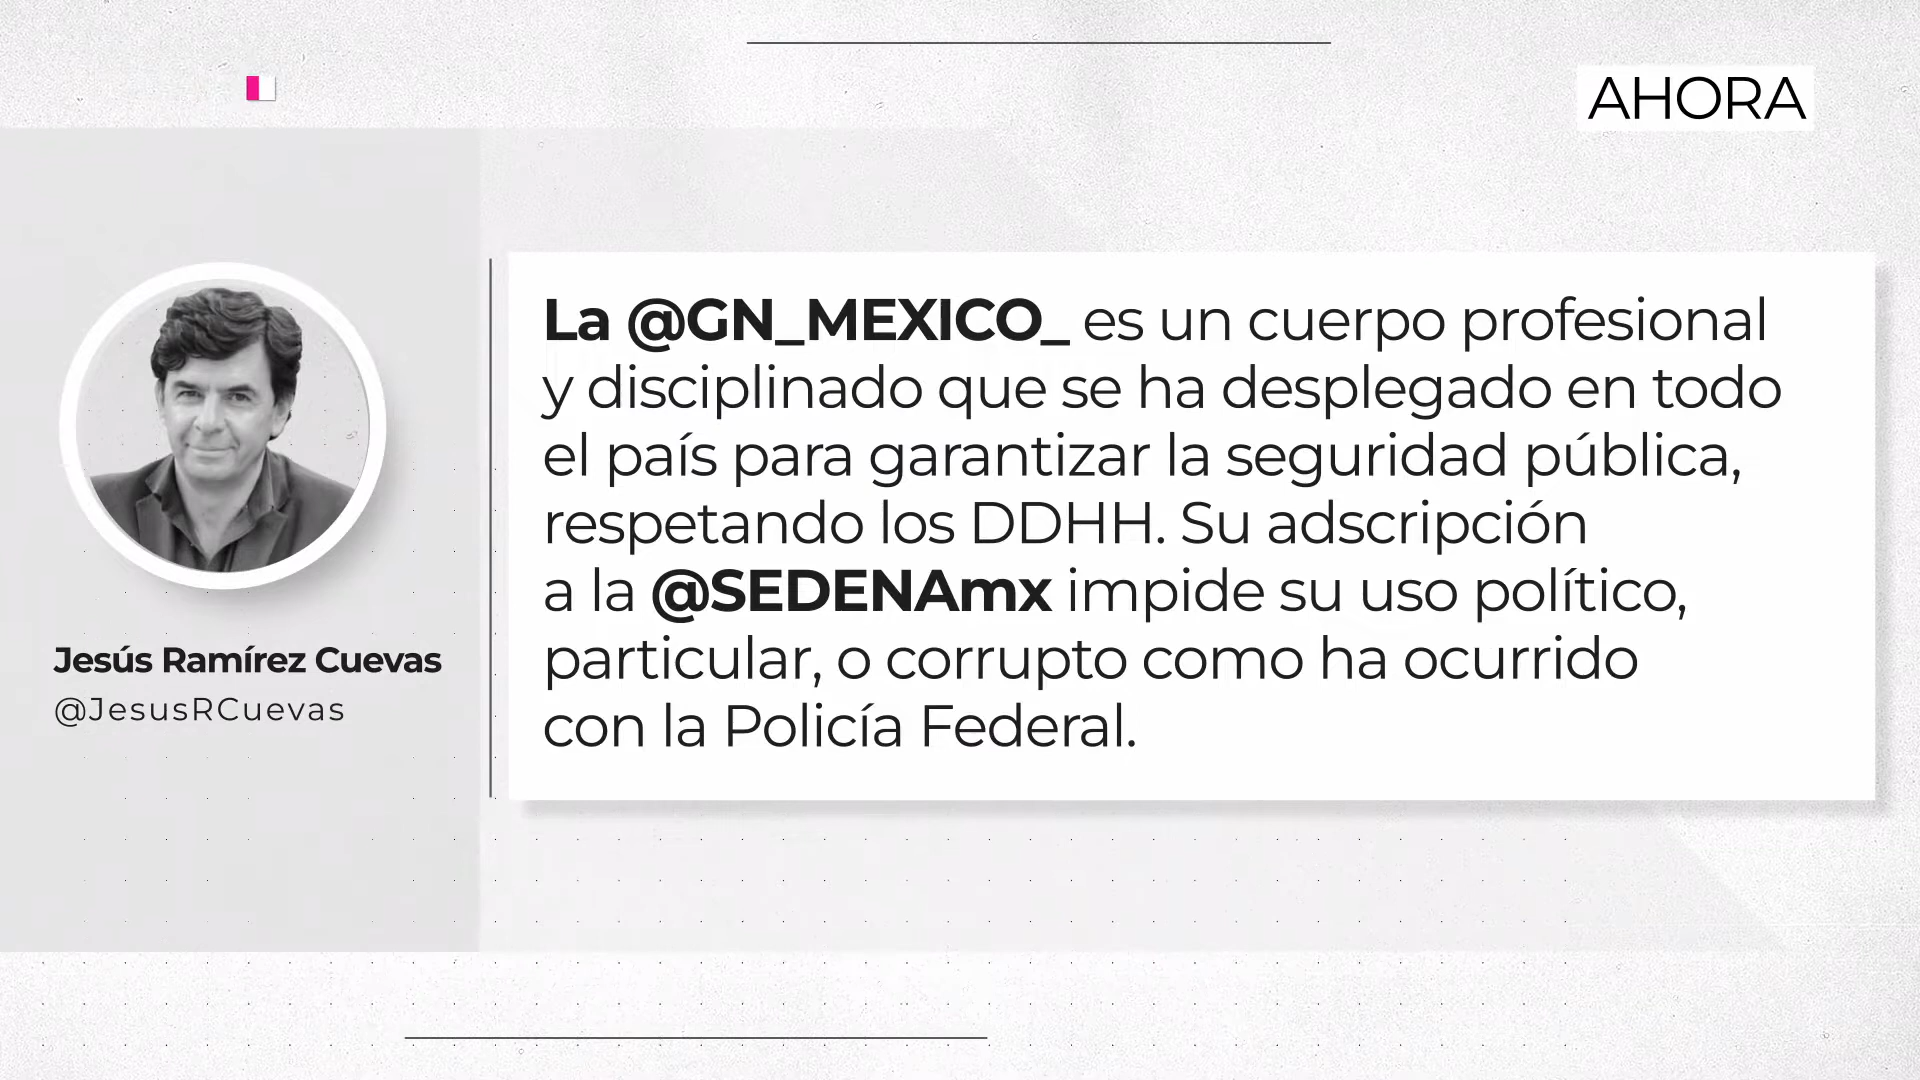 AHORA
La @GN_MEXICO_ es un cuerpo profesional
y disciplinado que se ha desplegado en todo
el país para garantizar la seguridad pública,
respetando los DDHH. Su adscripción
a la @SEDENAmx impide su uso político,
particular, o corrupto como ha ocurrido
con la Policía Federal.
Jesús Ramírez Cuevas
@JesusRCuevas